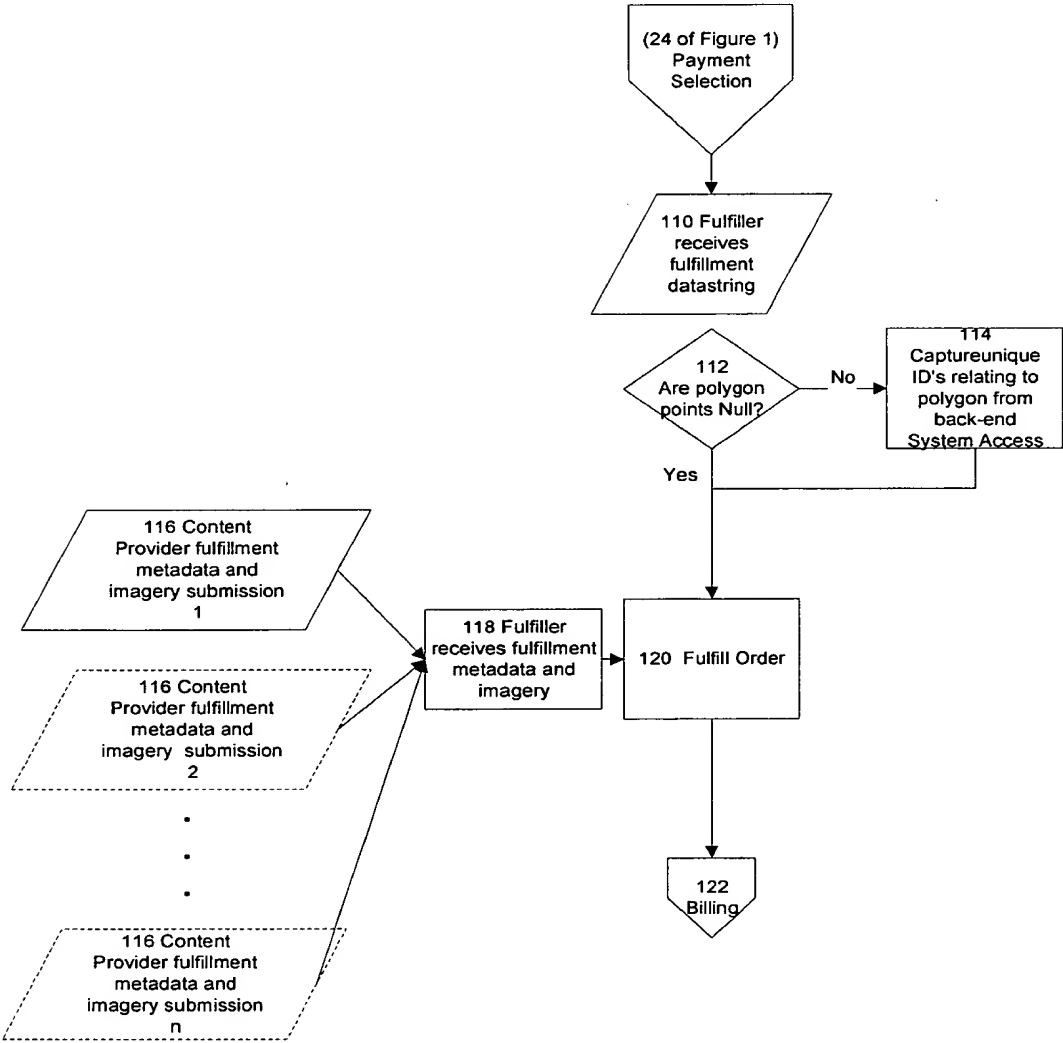 (24 of Figure 1)
Payment
Selection
110 Fulfiller
receives
fulfillment
datastring
112
Are polygon
points Null?
No
114
Captureunique
ID's relating to
polygon from
back-end
System Access
Yes
116 Content
Provider fulfillment
metadata and
imagery submission
1
118 Fulfiller
receives fulfillment
metadata and
imagery
120 Fulfill Order
116 Content
Provider fulfillment
metadata and
imagery submission
2
122
Billing
116 Content
Provider fulfillment
metadata and
imagery submission
n